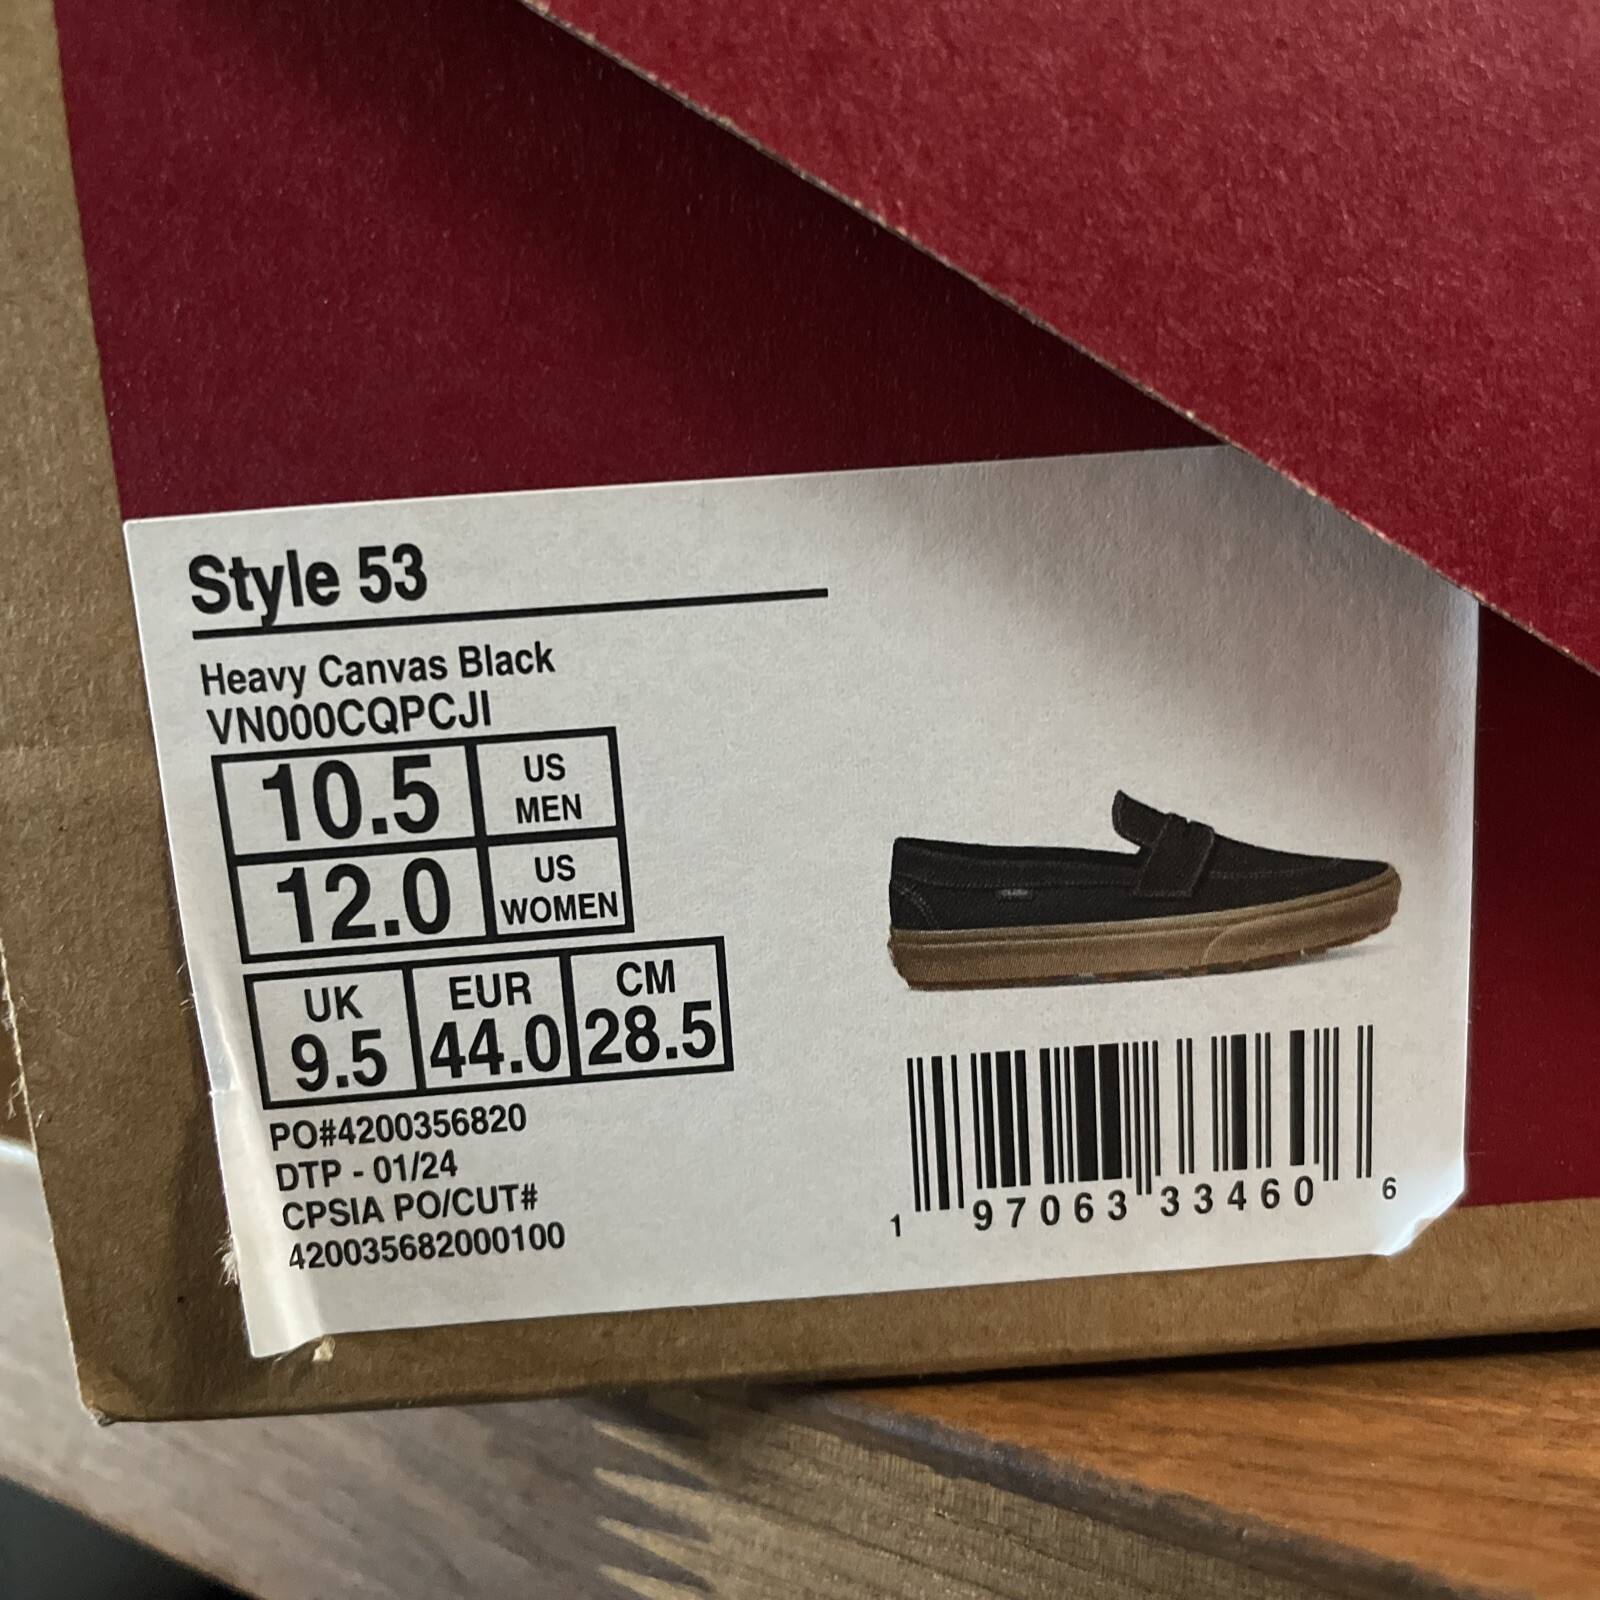 Style 53
Heavy Canvas Black
VN000CQPCJI
10.5 US MEN
12.0 US WOMEN
UK EUR CM
9.5 44.0 28.5
PO#4200356820
DTP - 01/24
CPSIA PO/CUT#
420035682000100
1 97063 33460 6